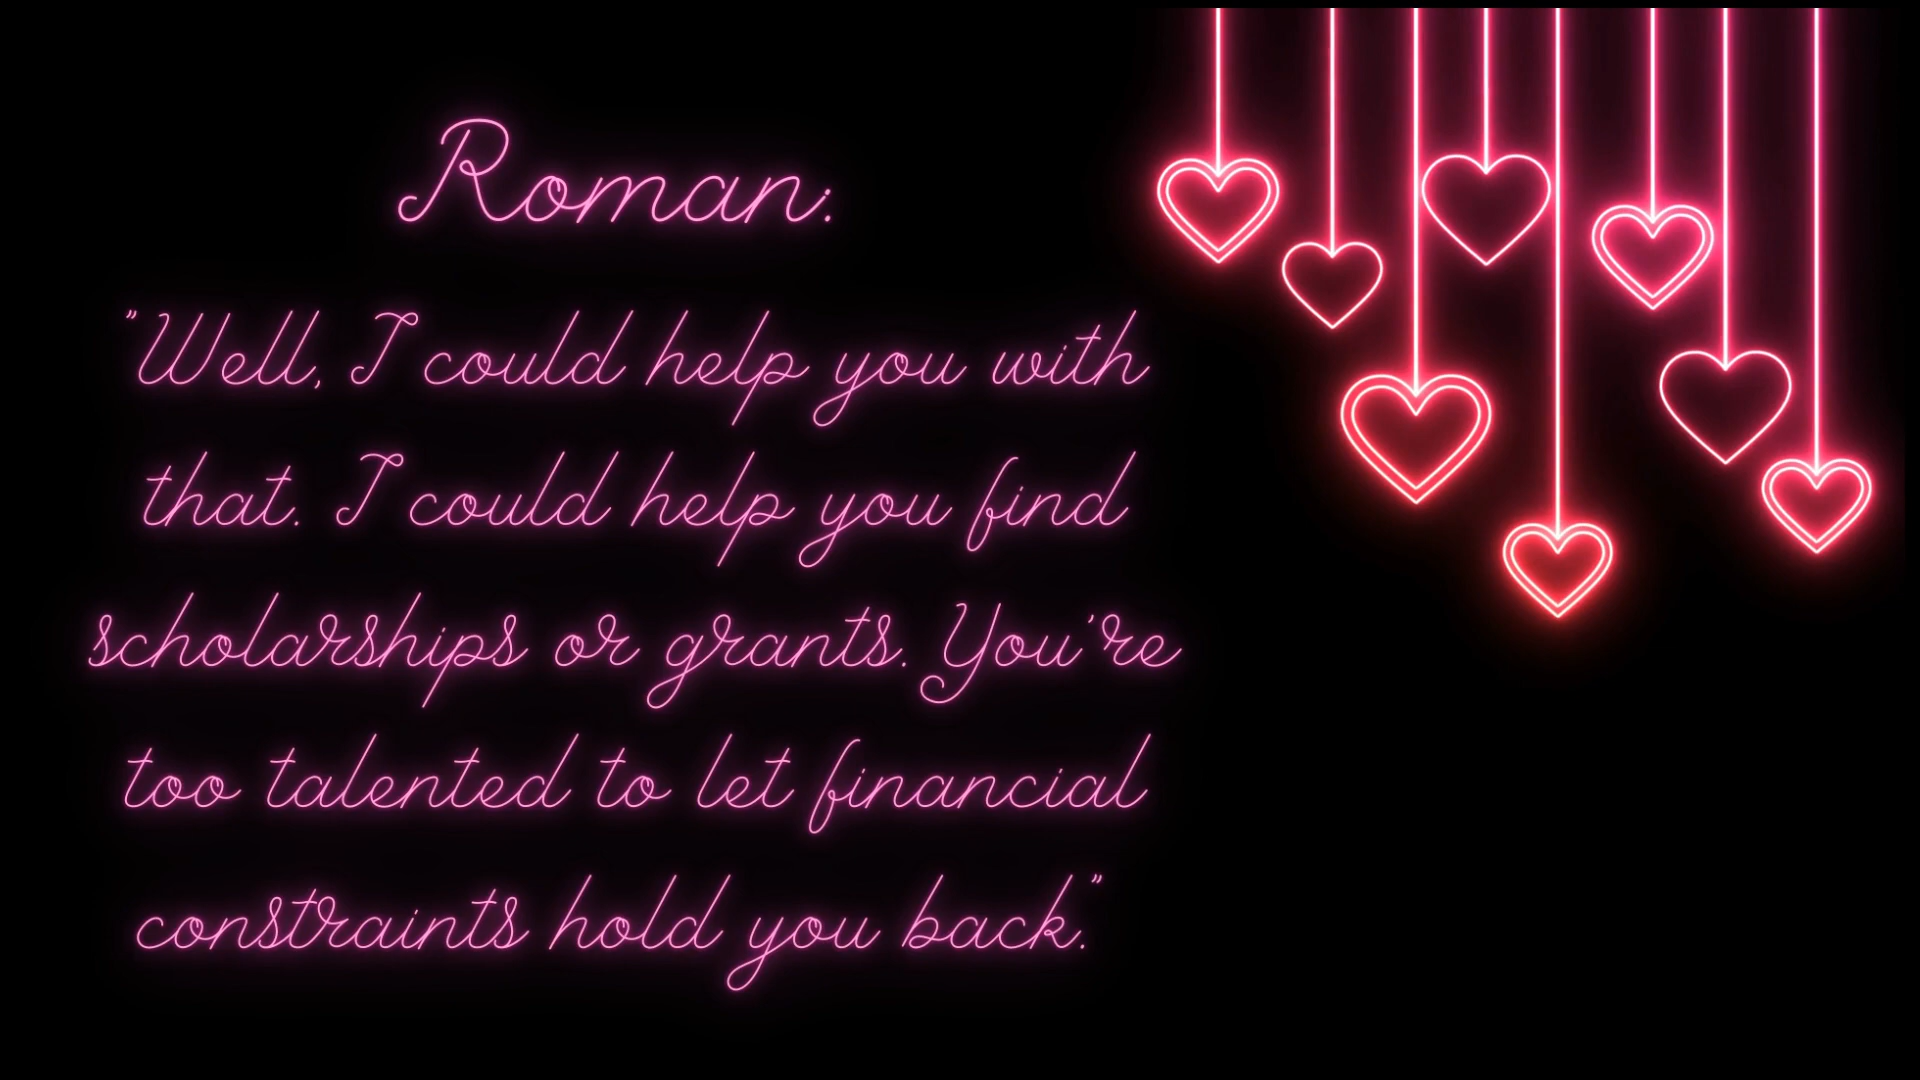 Roman:
"Well, I could help you with
that. I could help you find
scholarships or grants. You're
too talented to let financial
constraints hold you back."